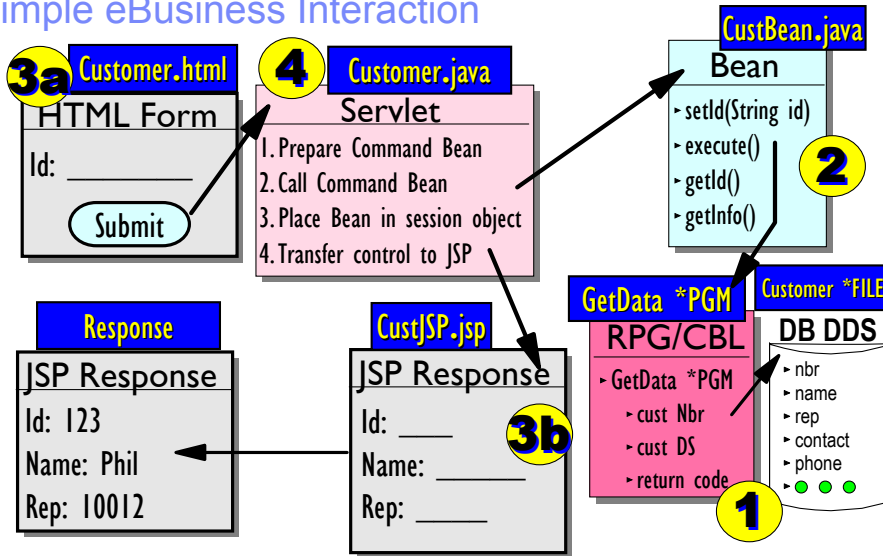 imple eBusiness Interaction
3a
Customer.html
HTML Form
Id: _________
Submit
4
Customer.java
Servlet
1. Prepare Command Bean
2. Call Command Bean
3. Place Bean in session object
4. Transfer control to JSP
CustBean.java
Bean
▸ setId(String id)
▸ execute()
▸ getId()
▸ getInfo()
2
Response
JSP Response
Id: 123
Name: Phil
Rep: 10012
CustJSP.jsp
JSP Response
Id: ____
Name: _____
Rep: ____
3b
GetData *PGM
RPG/CBL
▸ GetData *PGM
▸ cust Nbr
▸ cust DS
▸ return code
1
Customer *FILE
DB DDS
▸ nbr
▸ name
▸ rep
▸ contact
▸ phone